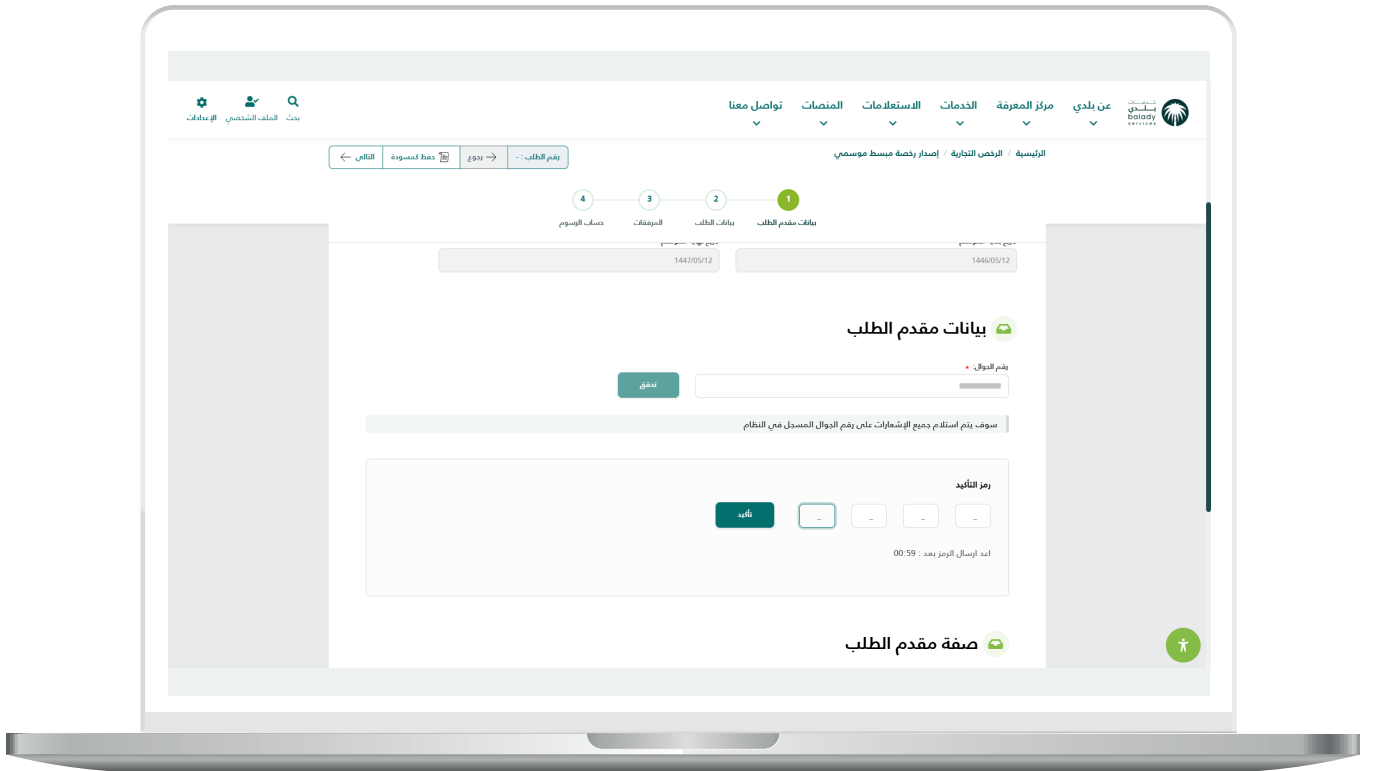 خدمـــات
بـلـدي
balady
services
عن بلدي
مركز المعرفة
الخدمات
الاستعلامات
المنصات
تواصل معنا
بحث
الملف الشخصي
الإعدادات
الرئيسية / الرخص التجارية / إصدار رخصة مبسط موسمي
رقم الطلب : -
رجوع
حفظ كمسودة
التالي
1
2
3
4
بيانات مقدم الطلب
بيانات الطلب
المرفقات
حساب الرسوم
1446/05/12
1447/05/12
بيانات مقدم الطلب
رقم الجوال: *
تحقق
سوف يتم استلام جميع الإشعارات على رقم الجوال المسجل في النظام
رمز التأكيد
_ _ _ _
تأكيد
اعد ارسال الرمز بعد : 00:59
صفة مقدم الطلب